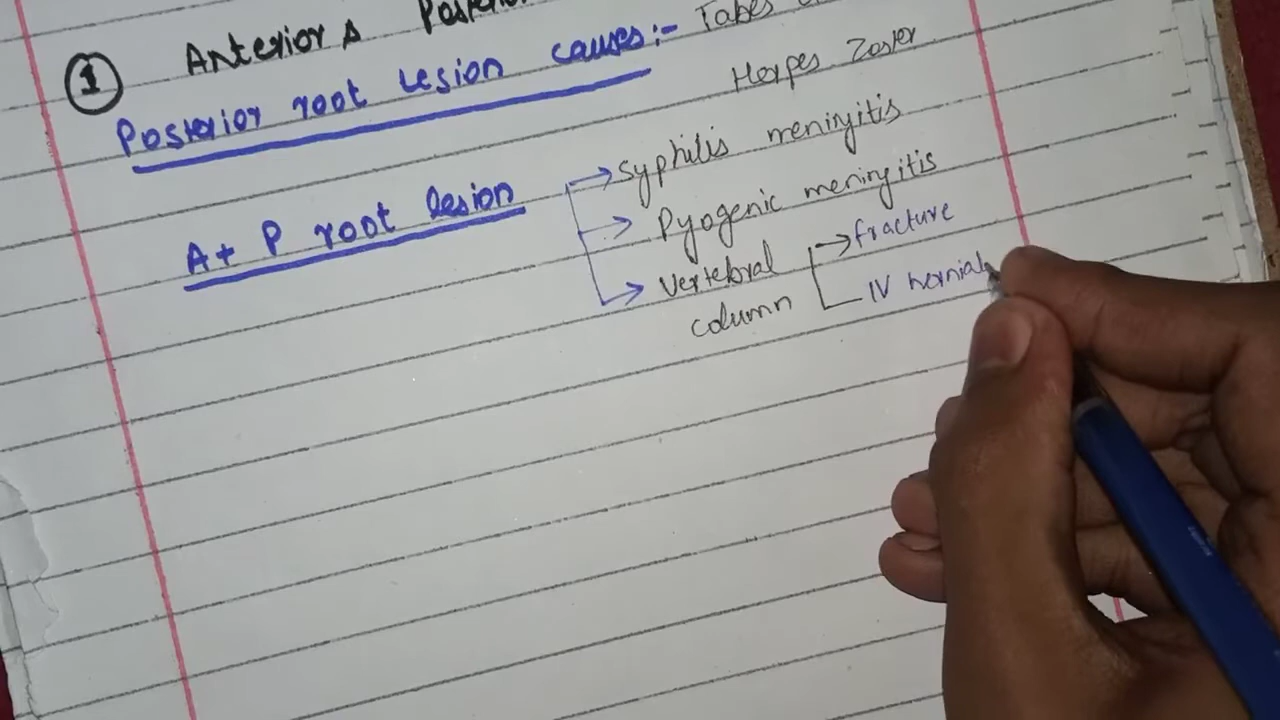 1 Anterior &
Posterior root lesion causes:- Tabes
Herpes Zoster
A+ P root lesion → Syphilis meningitis
→ Pyogenic meningitis
→ Vertebral column → fracture
IV hernia